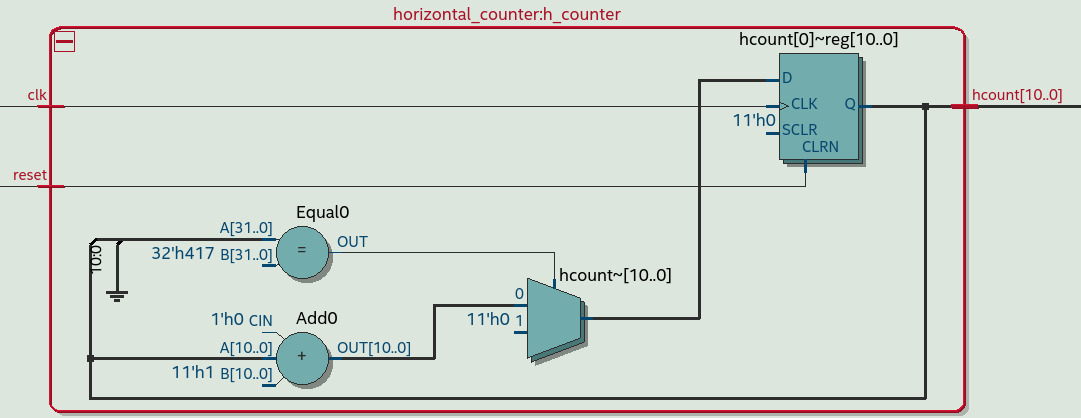 horizontal_counter:h_counter
hcount[0]~reg[10..0]
D
clk
CLK
Q
hcount[10..0]
11'h0
SCLR
CLRN
reset
Equal0
A[31..0]
=
OUT
10:0
32'h417 B[31..0]
hcount~[10..0]
0
11'h0 1
1'h0 CIN
Add0
A[10..0]
+
OUT[10..0]
11'h1 B[10..0]